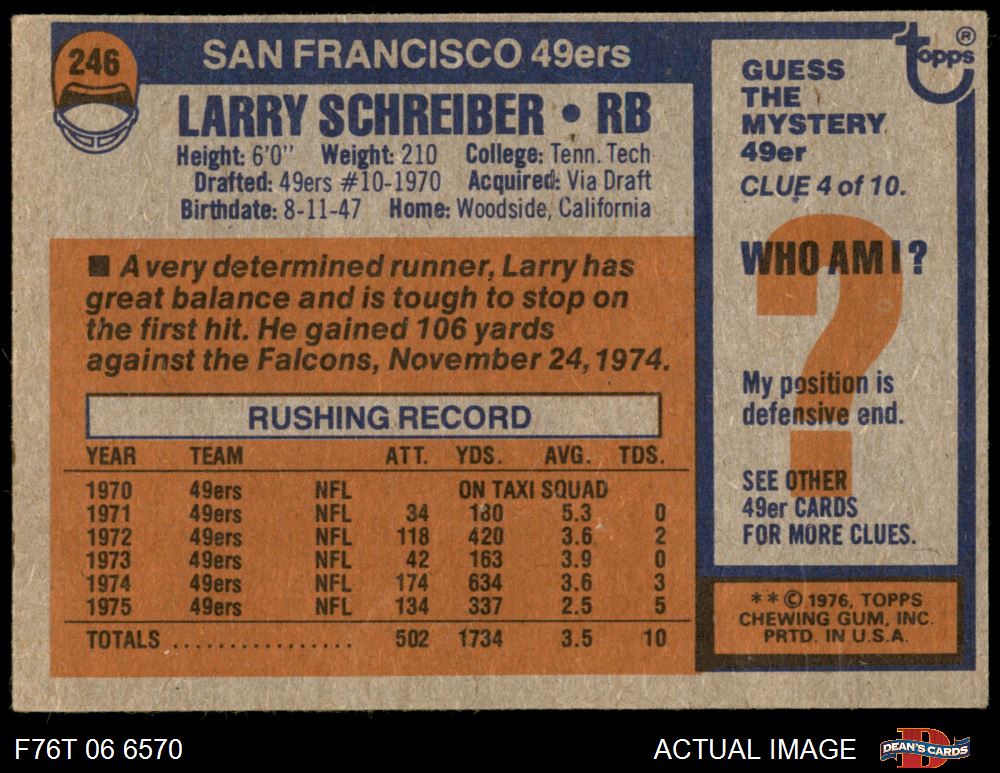 246
SAN FRANCISCO 49ers
LARRY SCHREIBER • RB
Height: 6'0" Weight: 210 College: Tenn. Tech
Drafted: 49ers #10-1970 Acquired: Via Draft
Birthdate: 8-11-47 Home: Woodside, California
■ A very determined runner, Larry has
great balance and is tough to stop on
the first hit. He gained 106 yards
against the Falcons, November 24, 1974.
RUSHING RECORD
YEAR TEAM ATT. YDS. AVG. TDS.
1970 49ers NFL ON TAXI SQUAD
1971 49ers NFL 34 180 5.3 0
1972 49ers NFL 118 420 3.6 2
1973 49ers NFL 42 163 3.9 0
1974 49ers NFL 174 634 3.6 3
1975 49ers NFL 134 337 2.5 5
TOTALS ................ 502 1734 3.5 10
topps ®
GUESS
THE
MYSTERY
49er
CLUE 4 of 10.
WHO AM I ?
?
My position is
defensive end.
SEE OTHER
49er CARDS
FOR MORE CLUES.
* * © 1976, TOPPS
CHEWING GUM, INC.
PRTD. IN U.S.A.
F76T 06 6570
ACTUAL IMAGE
D
DEAN'S CARDS